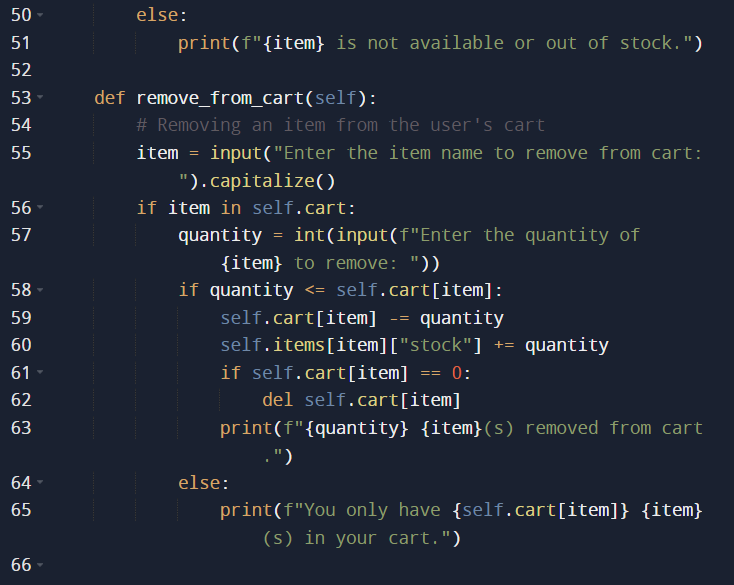 50 else:
51 print(f"{item} is not available or out of stock.")
52
53 def remove_from_cart(self):
54 # Removing an item from the user's cart
55 item = input("Enter the item name to remove from cart:
").capitalize()
56 if item in self.cart:
57 quantity = int(input(f"Enter the quantity of
{item} to remove: "))
58 if quantity <= self.cart[item]:
59 self.cart[item] -= quantity
60 self.items[item]["stock"] += quantity
61 if self.cart[item] == 0:
62 del self.cart[item]
63 print(f"{quantity} {item}(s) removed from cart
.")
64 else:
65 print(f"You only have {self.cart[item]} {item}
(s) in your cart.")
66